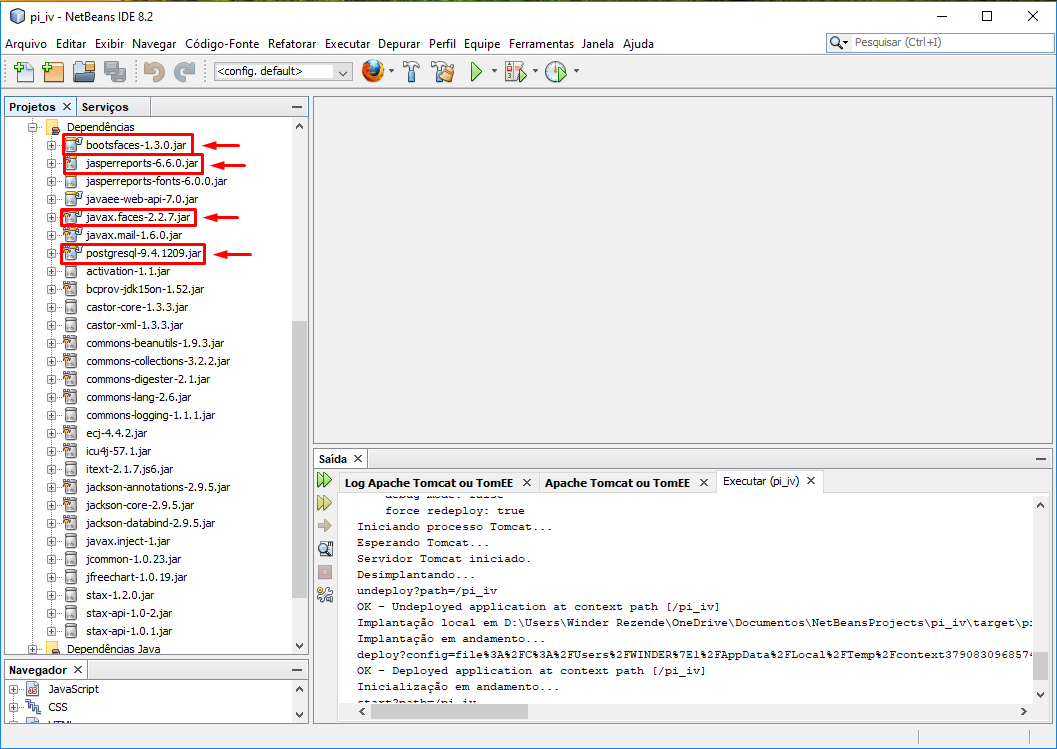 pi_iv - NetBeans IDE 8.2
Arquivo Editar Exibir Navegar Código-Fonte Refatorar Executar Depurar Perfil Equipe Ferramentas Janela Ajuda
Pesquisar (Ctrl+I)
<config. default>
Projetos
Serviços
Dependências
bootsfaces-1.3.0.jar
jasperreports-6.6.0.jar
jasperreports-fonts-6.0.0.jar
javaee-web-api-7.0.jar
javax.faces-2.2.7.jar
javax.mail-1.6.0.jar
postgresql-9.4.1209.jar
activation-1.1.jar
bcprov-jdk15on-1.52.jar
castor-core-1.3.3.jar
castor-xml-1.3.3.jar
commons-beanutils-1.9.3.jar
commons-collections-3.2.2.jar
commons-digester-2.1.jar
commons-lang-2.6.jar
commons-logging-1.1.1.jar
ecj-4.4.2.jar
icu4j-57.1.jar
itext-2.1.7.js6.jar
jackson-annotations-2.9.5.jar
jackson-core-2.9.5.jar
jackson-databind-2.9.5.jar
javax.inject-1.jar
jcommon-1.0.23.jar
jfreechart-1.0.19.jar
stax-1.2.0.jar
stax-api-1.0-2.jar
stax-api-1.0.1.jar
Dependências Java
Navegador
JavaScript
CSS
HTML
Saída
Log Apache Tomcat ou TomEE
Apache Tomcat ou TomEE
Executar (pi_iv)
debug mode: false
force redeploy: true
Iniciando processo Tomcat...
Esperando Tomcat...
Servidor Tomcat iniciado.
Desimplantando...
undeploy?path=/pi_iv
OK - Undeployed application at context path [/pi_iv]
Implantação local em D:\Users\Winder Rezende\OneDrive\Documentos\NetBeansProjects\pi_iv\target\pi
Implantação em andamento...
deploy?config=file%3A%2FC%3A%2FUsers%2FWINDER%7E1%2FAppData%2FLocal%2FTemp%2Fcontext379083096857
OK - Deployed application at context path [/pi_iv]
Inicialização em andamento...
start?path=/pi_iv